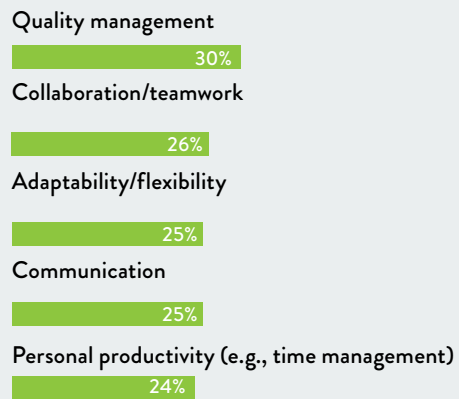 Quality management
30%
Collaboration/teamwork
26%
Adaptability/flexibility
25%
Communication
25%
Personal productivity (e.g., time management)
24%